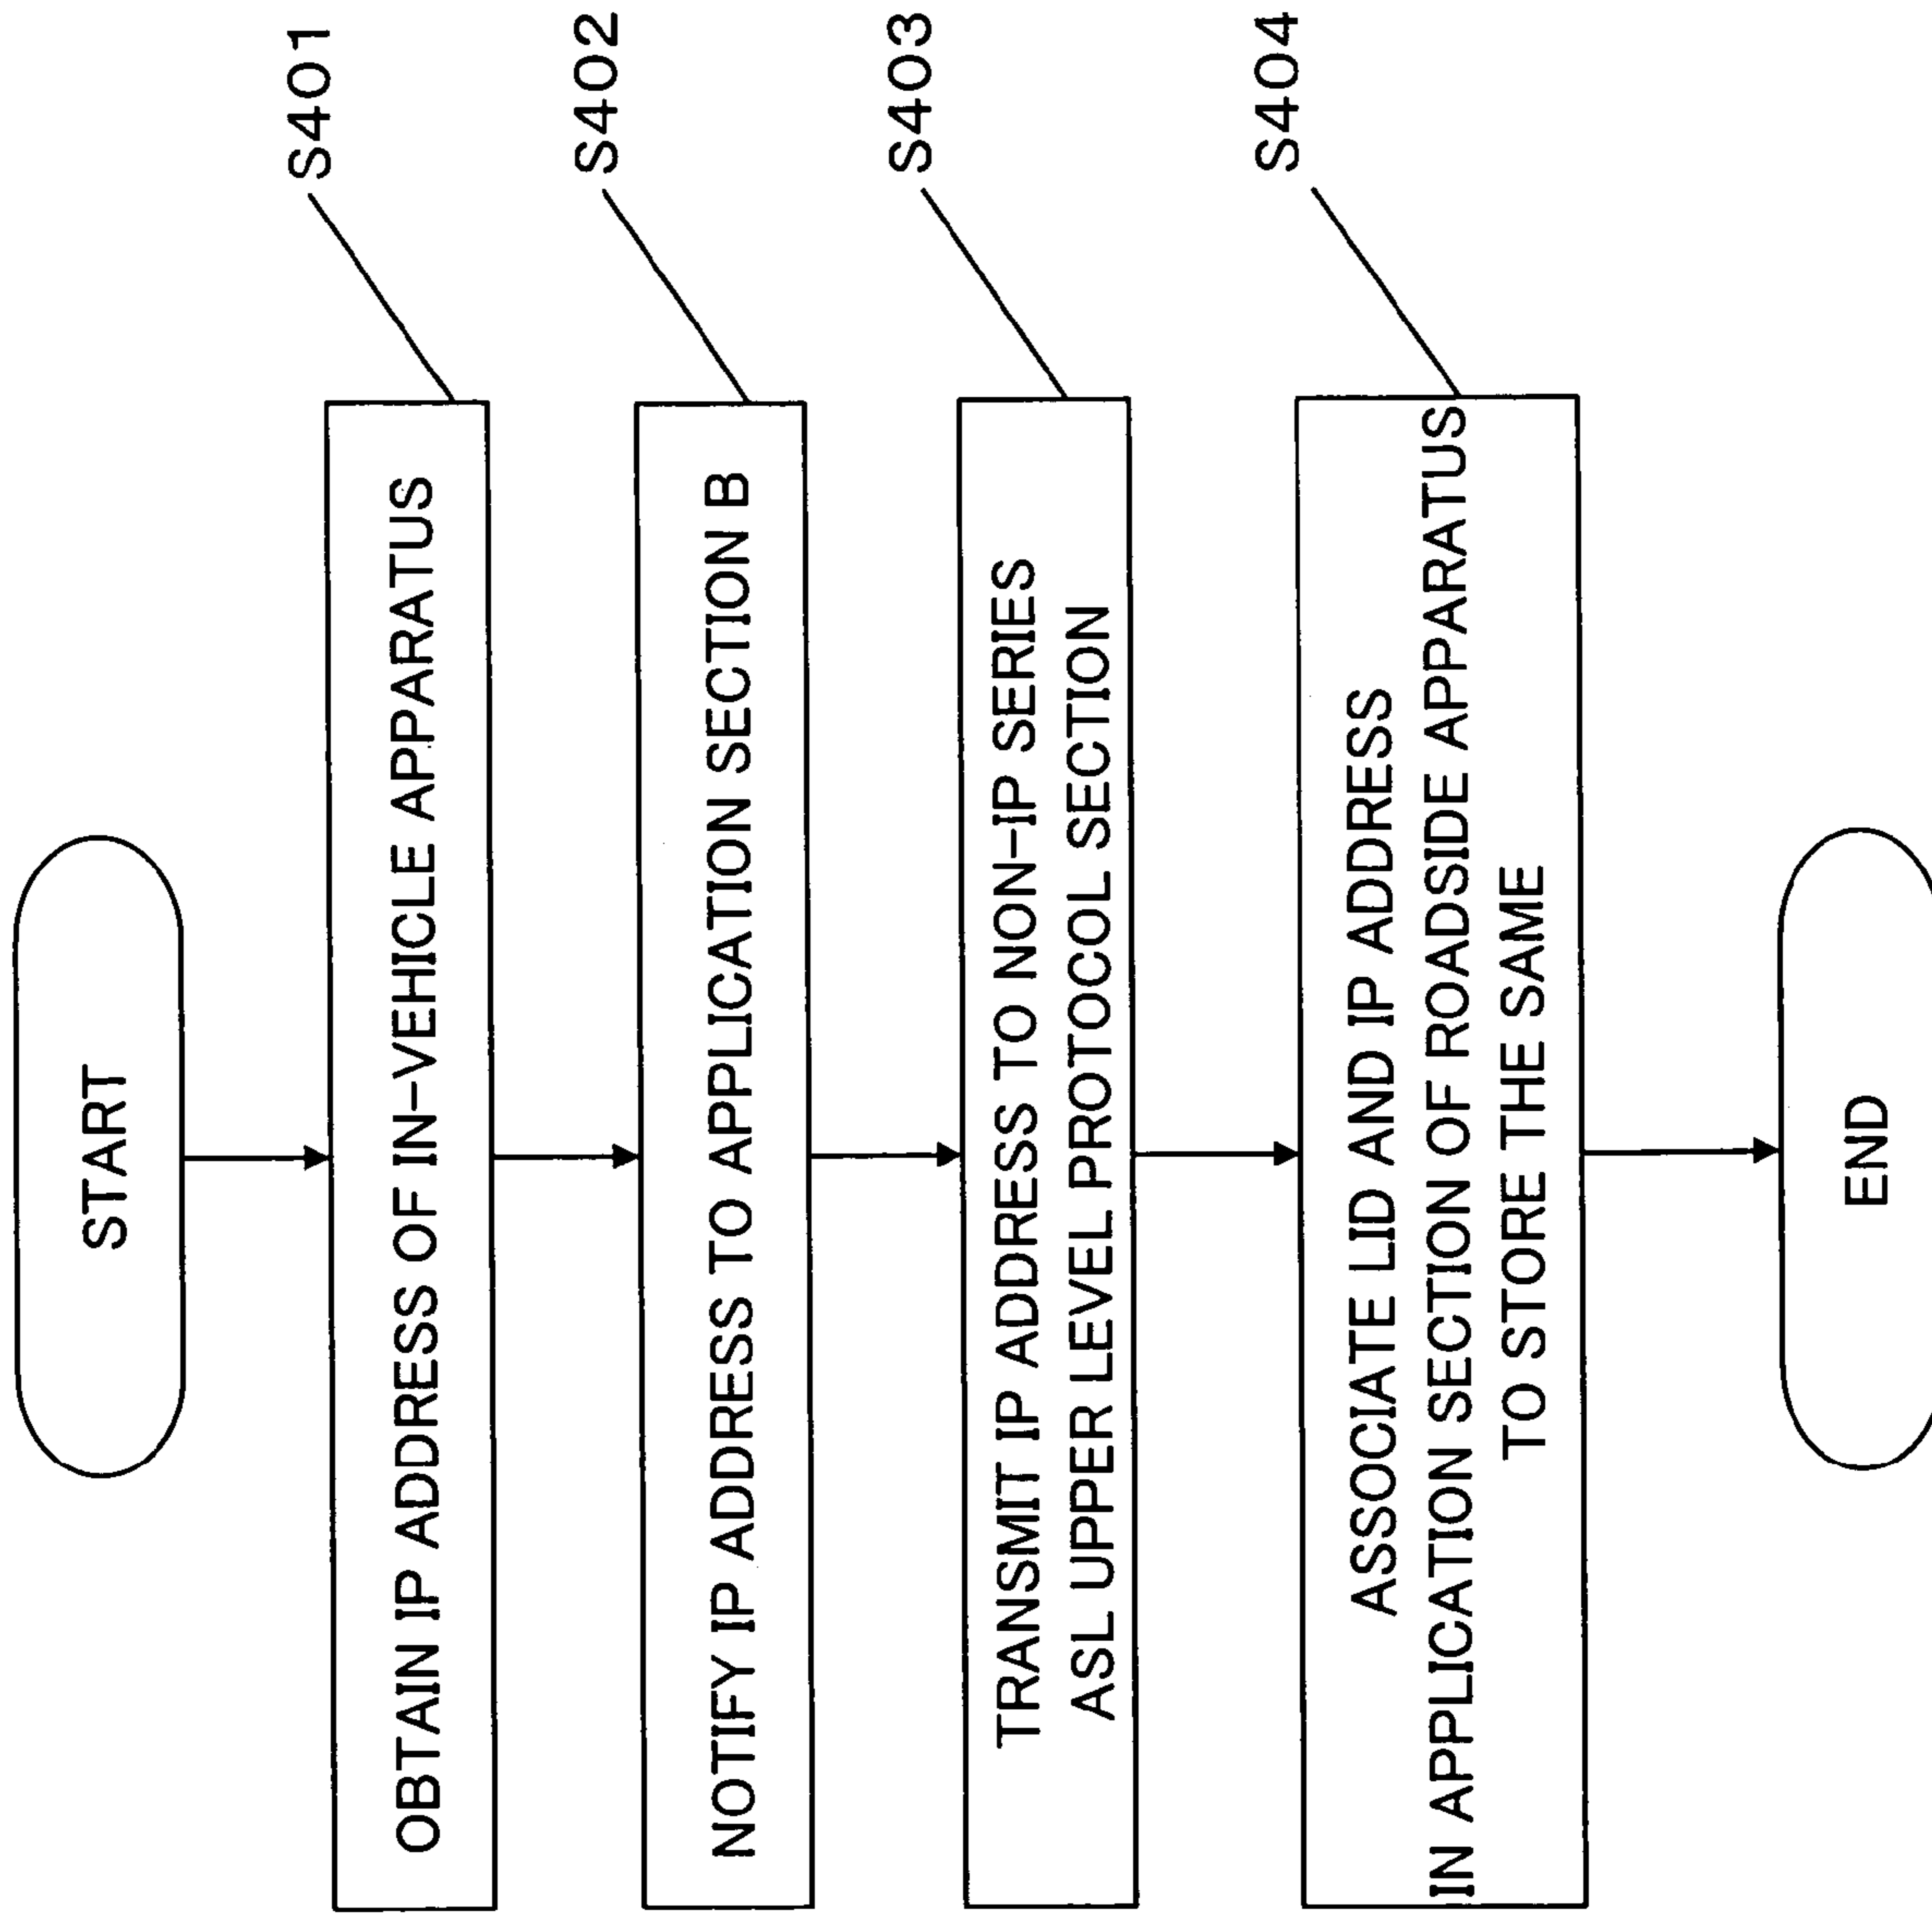 START
OBTAIN IP ADDRESS OF IN-VEHICLE APPARATUS
S401
NOTIFY IP ADDRESS TO APPLICATION SECTION B
S402
TRANSMIT IP ADDRESS TO NON-IP SERIES
ASL UPPER LEVEL PROTOCOL SECTION
S403
ASSOCIATE LID AND IP ADDRESS
IN APPLICATION SECTION OF ROADSIDE APPARATUS
TO STORE THE SAME
S404
END